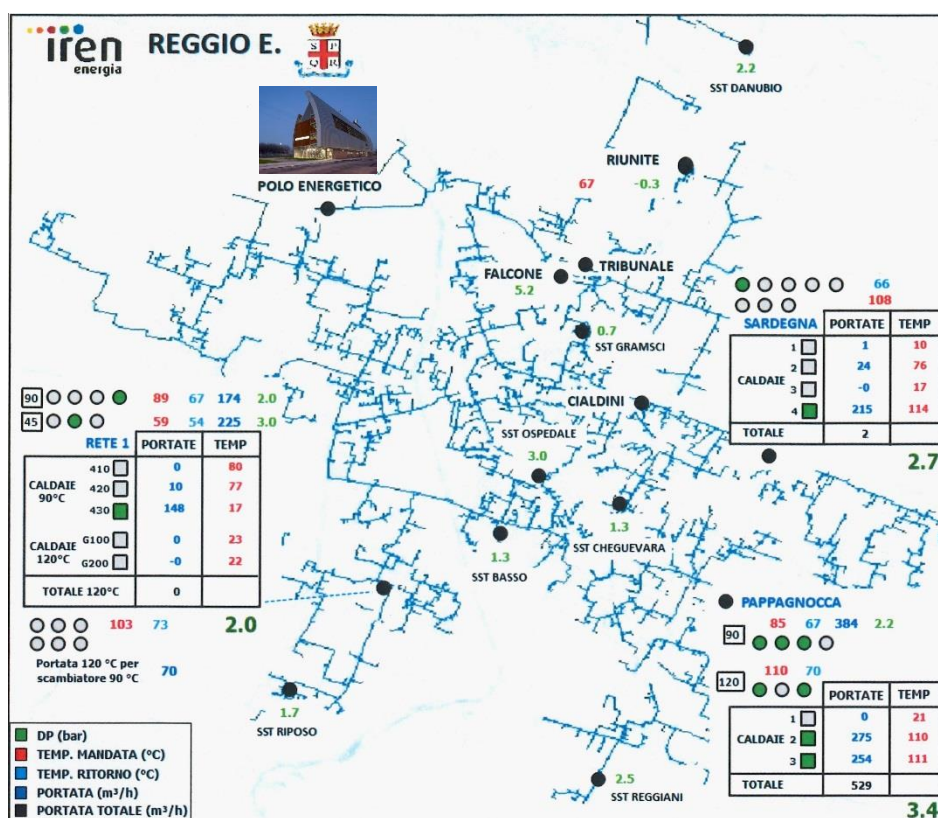 iren
energia
REGGIO E.
2.2
SST DANUBIO
RIUNITE
67 -0.3
POLO ENERGETICO
FALCONE
TRIBUNALE
5.2
0.7
SST GRAMSCI
CIALDINI
SST OSPEDALE
3.0
1.3
SST CHEGUEVARA
1.3
SST BASSO
66
108
SARDEGNA PORTATE TEMP
CALDAIE
1 1 10
2 24 76
3 -0 17
4 215 114
TOTALE 2
2.7
90 89 67 174 2.0
45 59 54 225 3.0
RETE 1 PORTATE TEMP
CALDAIE
90°C
410 0 80
420 10 77
430 148 17
CALDAIE
120°C
G100 0 23
G200 -0 22
TOTALE 120°C 0
2.0
103 73
Portata 120 °C per
scambiatore 90 °C
70
1.7
SST RIPOSO
PAPPAGNOCCA
85 67 384 2.2
90
110 70
120
PORTATE TEMP
1 0 21
CALDAIE 2 275 110
3 254 111
TOTALE 529
3.4
2.5
SST REGGIANI
DP (bar)
TEMP. MANDATA (°C)
TEMP. RITORNO (°C)
PORTATA (m³/h)
PORTATA TOTALE (m³/h)